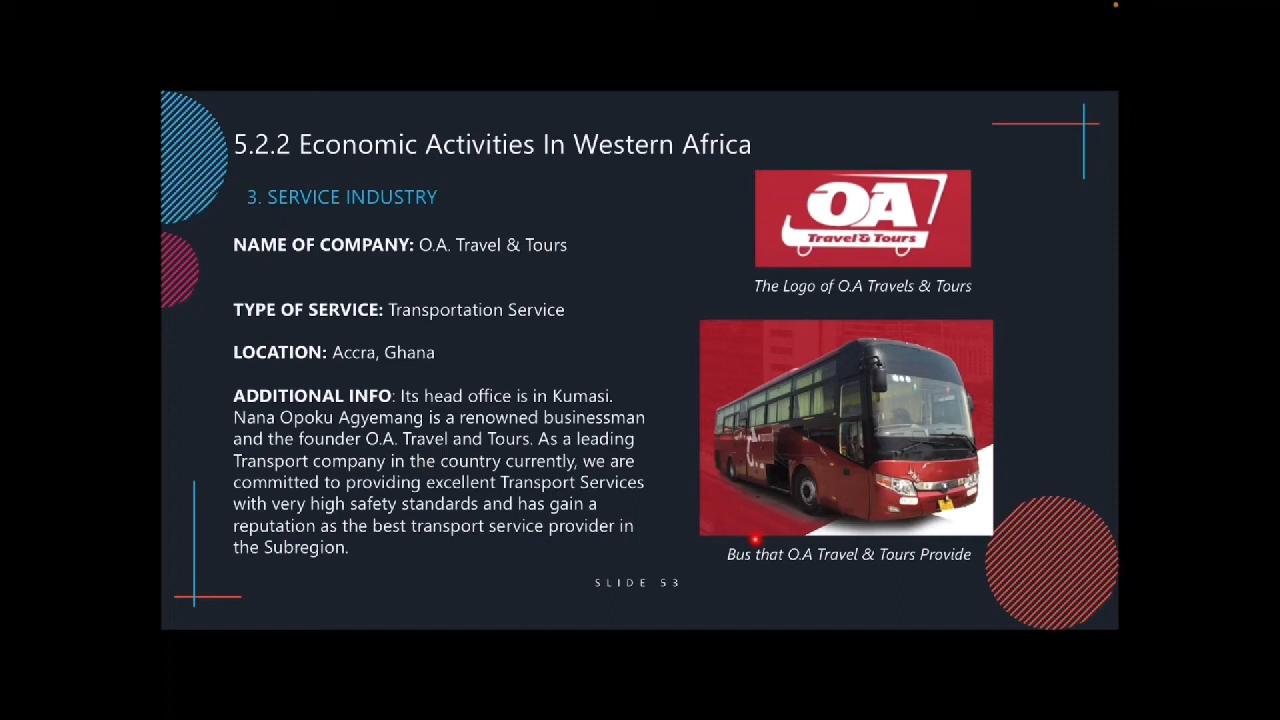 5.2.2 Economic Activities In Western Africa
3. SERVICE INDUSTRY
NAME OF COMPANY: O.A. Travel & Tours
TYPE OF SERVICE: Transportation Service
LOCATION: Accra, Ghana
ADDITIONAL INFO: Its head office is in Kumasi.
Nana Opoku Agyemang is a renowned businessman
and the founder O.A. Travel and Tours. As a leading
Transport company in the country currently, we are
committed to providing excellent Transport Services
with very high safety standards and has gain a
reputation as the best transport service provider in
the Subregion.
OA
Travel & Tours
The Logo of O.A Travels & Tours
Bus that O.A Travel & Tours Provide
SLIDE 53